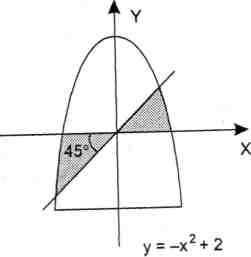 Y
X
45°
y = –x² + 2